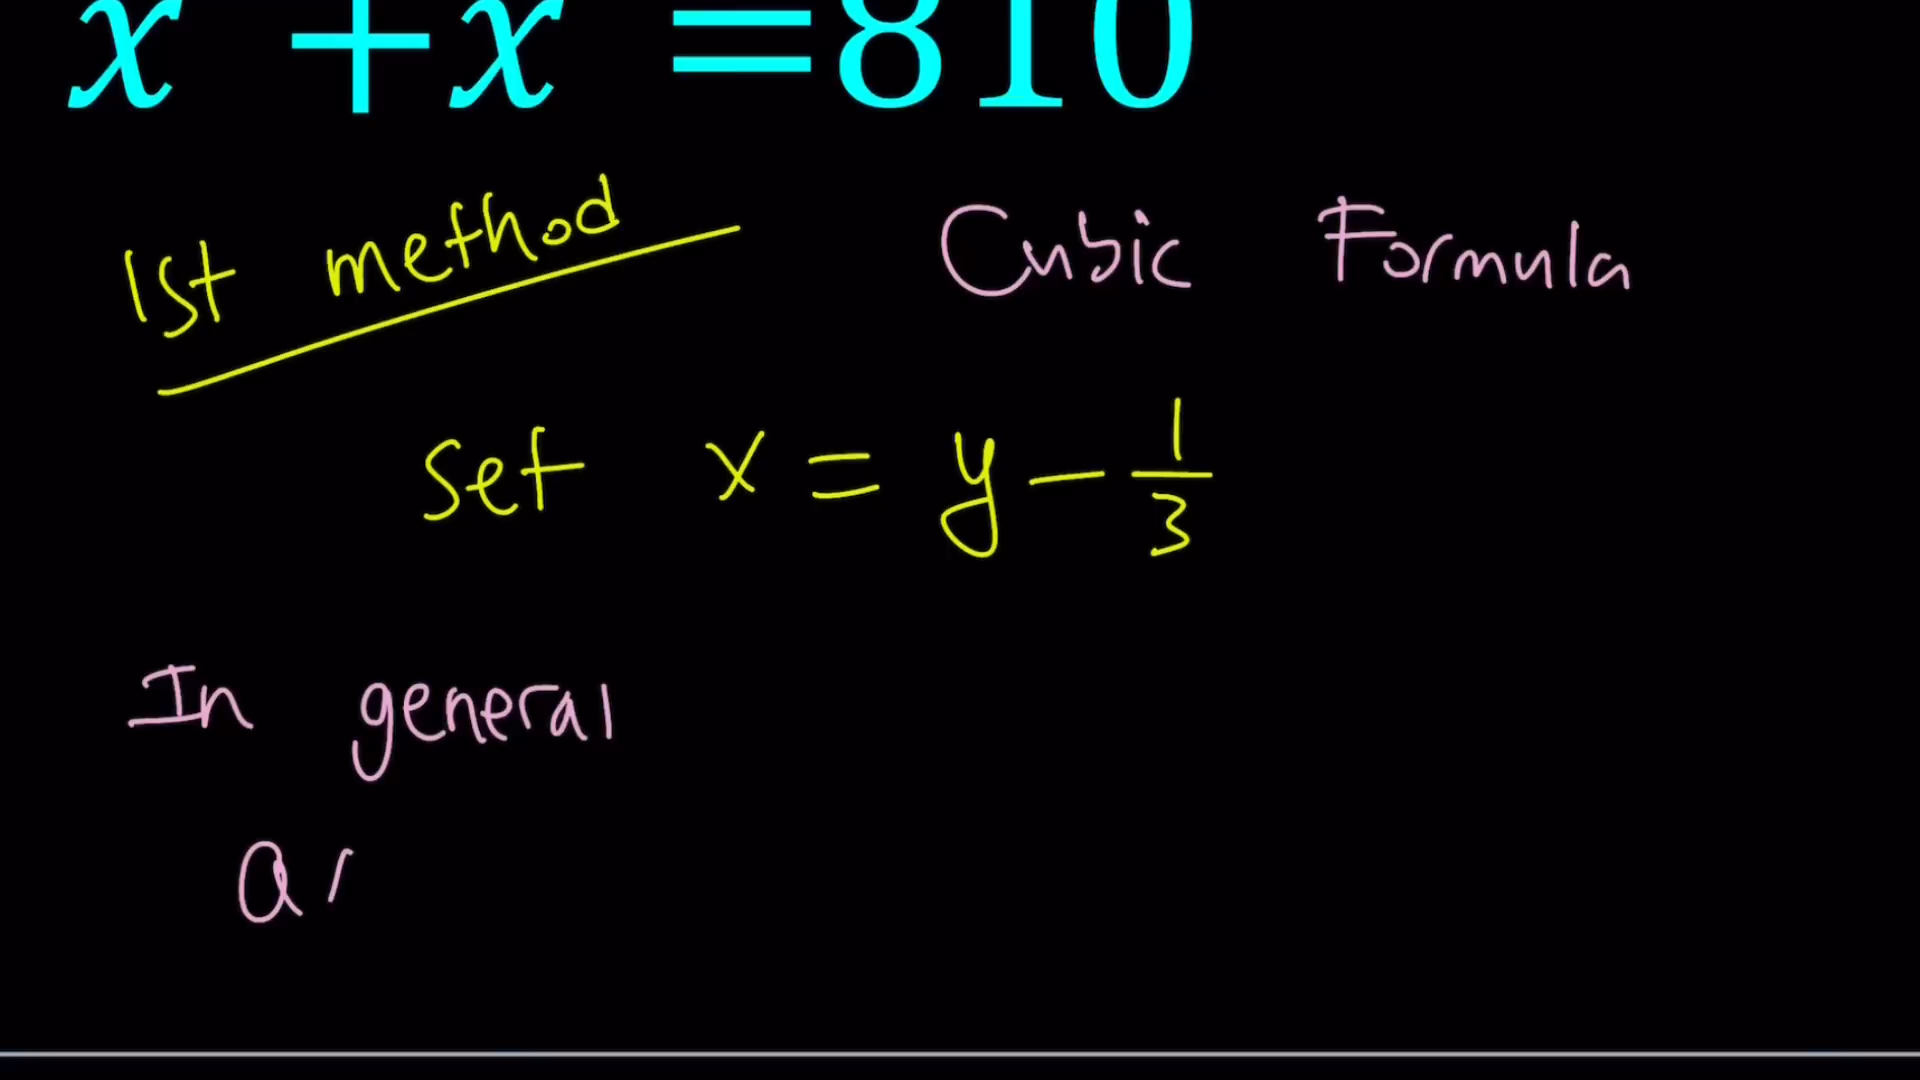 x + x = 810
1st method
Cubic Formula
Set x = y - 1/3
In general
a